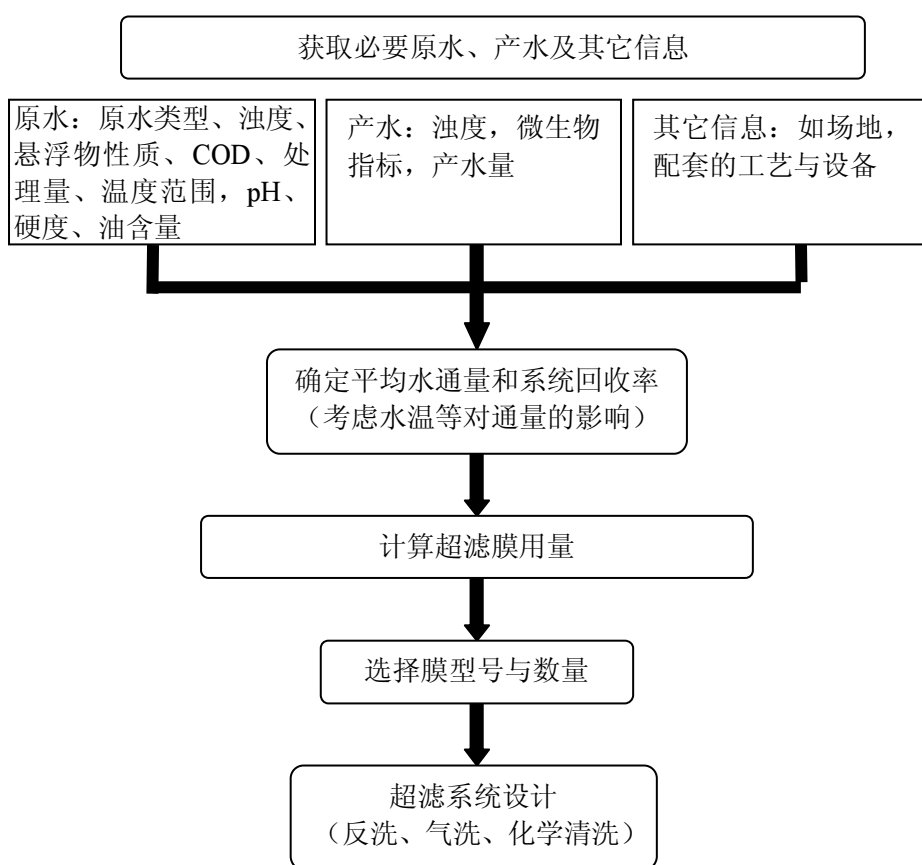 获取必要原水、产水及其它信息
原水：原水类型、浊度、
悬浮物性质、COD、处
理量、温度范围，pH、
硬度、油含量
产水：浊度，微生物
指标，产水量
其它信息：如场地，
配套的工艺与设备
确定平均水通量和系统回收率
（考虑水温等对通量的影响）
计算超滤膜用量
选择膜型号与数量
超滤系统设计
（反洗、气洗、化学清洗）